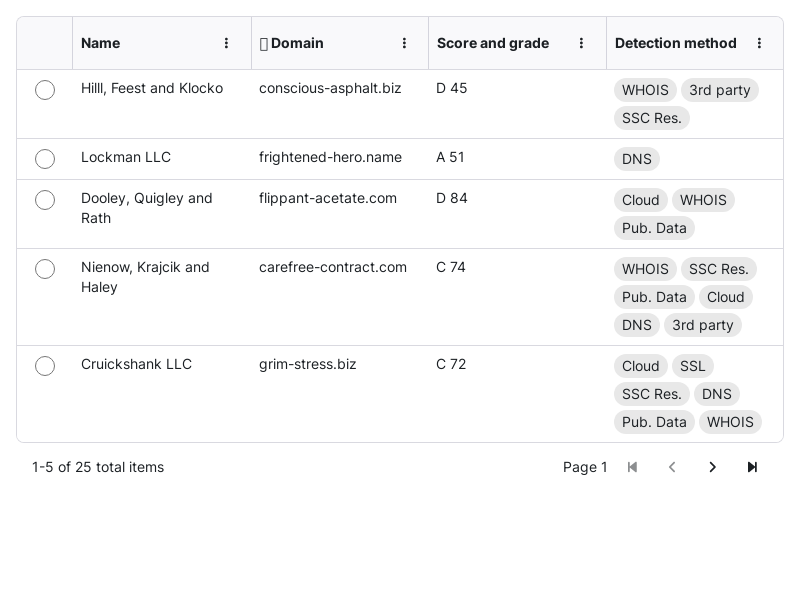 Name Domain Score and grade Detection method
Hilll, Feest and Klocko conscious-asphalt.biz D 45 WHOIS 3rd party
SSC Res.
Lockman LLC frightened-hero.name A 51 DNS
Dooley, Quigley and flippant-acetate.com D 84 Cloud WHOIS
Rath Pub. Data
Nienow, Krajcik and carefree-contract.com C 74 WHOIS SSC Res.
Haley Pub. Data Cloud
DNS 3rd party
Cruickshank LLC grim-stress.biz C 72 Cloud SSL
SSC Res. DNS
Pub. Data WHOIS
1-5 of 25 total items Page 1